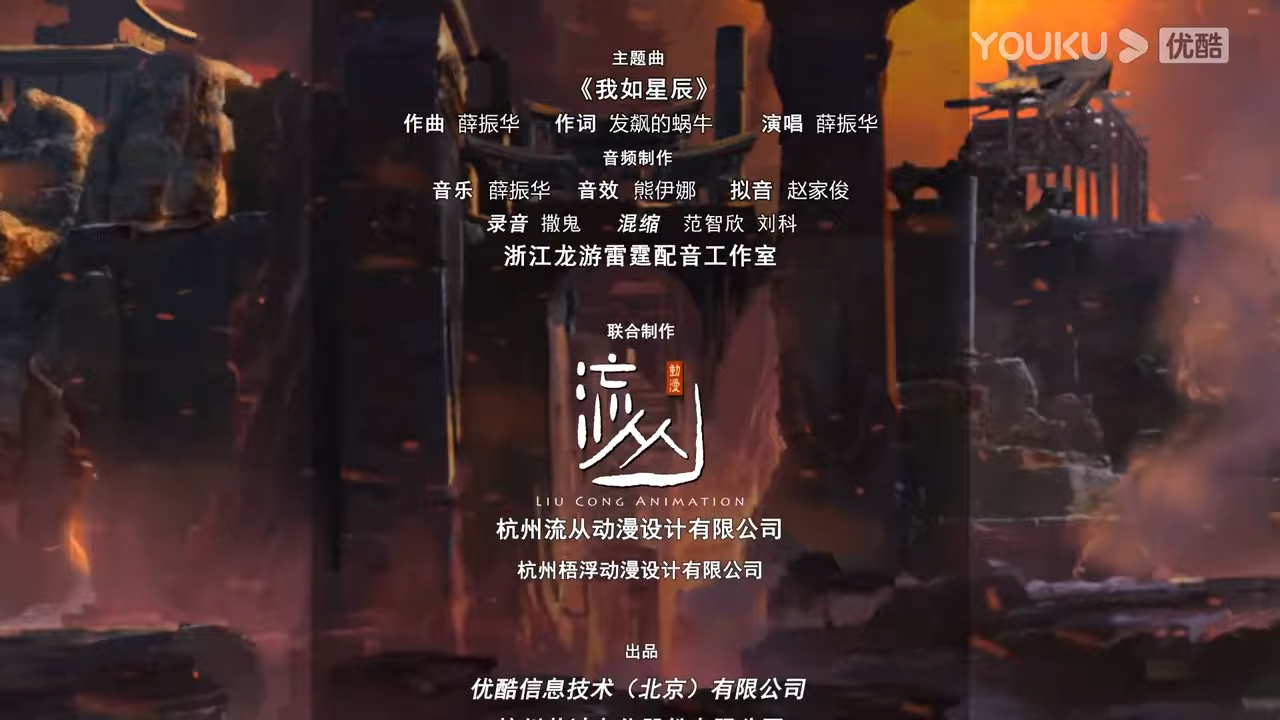 YOUKU 优酷
主题曲
《我如星辰》
作曲 薛振华 作词 发飙的蜗牛 演唱 薛振华
音频制作
音乐 薛振华 音效 熊伊娜 拟音 赵家俊
录音 撒鬼 混缩 范智欣 刘科
浙江龙游雷霆配音工作室
联合制作
流从
動漫
LIU CONG ANIMATION
杭州流从动漫设计有限公司
杭州梧浮动漫设计有限公司
出品
优酷信息技术（北京）有限公司